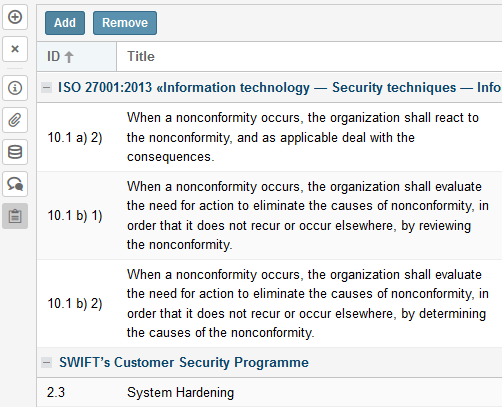 Add Remove
ID Title
ISO 27001:2013 «Information technology — Security techniques — Info
10.1 a) 2)
When a nonconformity occurs, the organization shall react to
the nonconformity, and as applicable deal with the
consequences.
10.1 b) 1)
When a nonconformity occurs, the organization shall evaluate
the need for action to eliminate the causes of nonconformity, in
order that it does not recur or occur elsewhere, by reviewing
the nonconformity.
10.1 b) 2)
When a nonconformity occurs, the organization shall evaluate
the need for action to eliminate the causes of nonconformity, in
order that it does not recur or occur elsewhere, by determining
the causes of the nonconformity.
SWIFT's Customer Security Programme
2.3 System Hardening